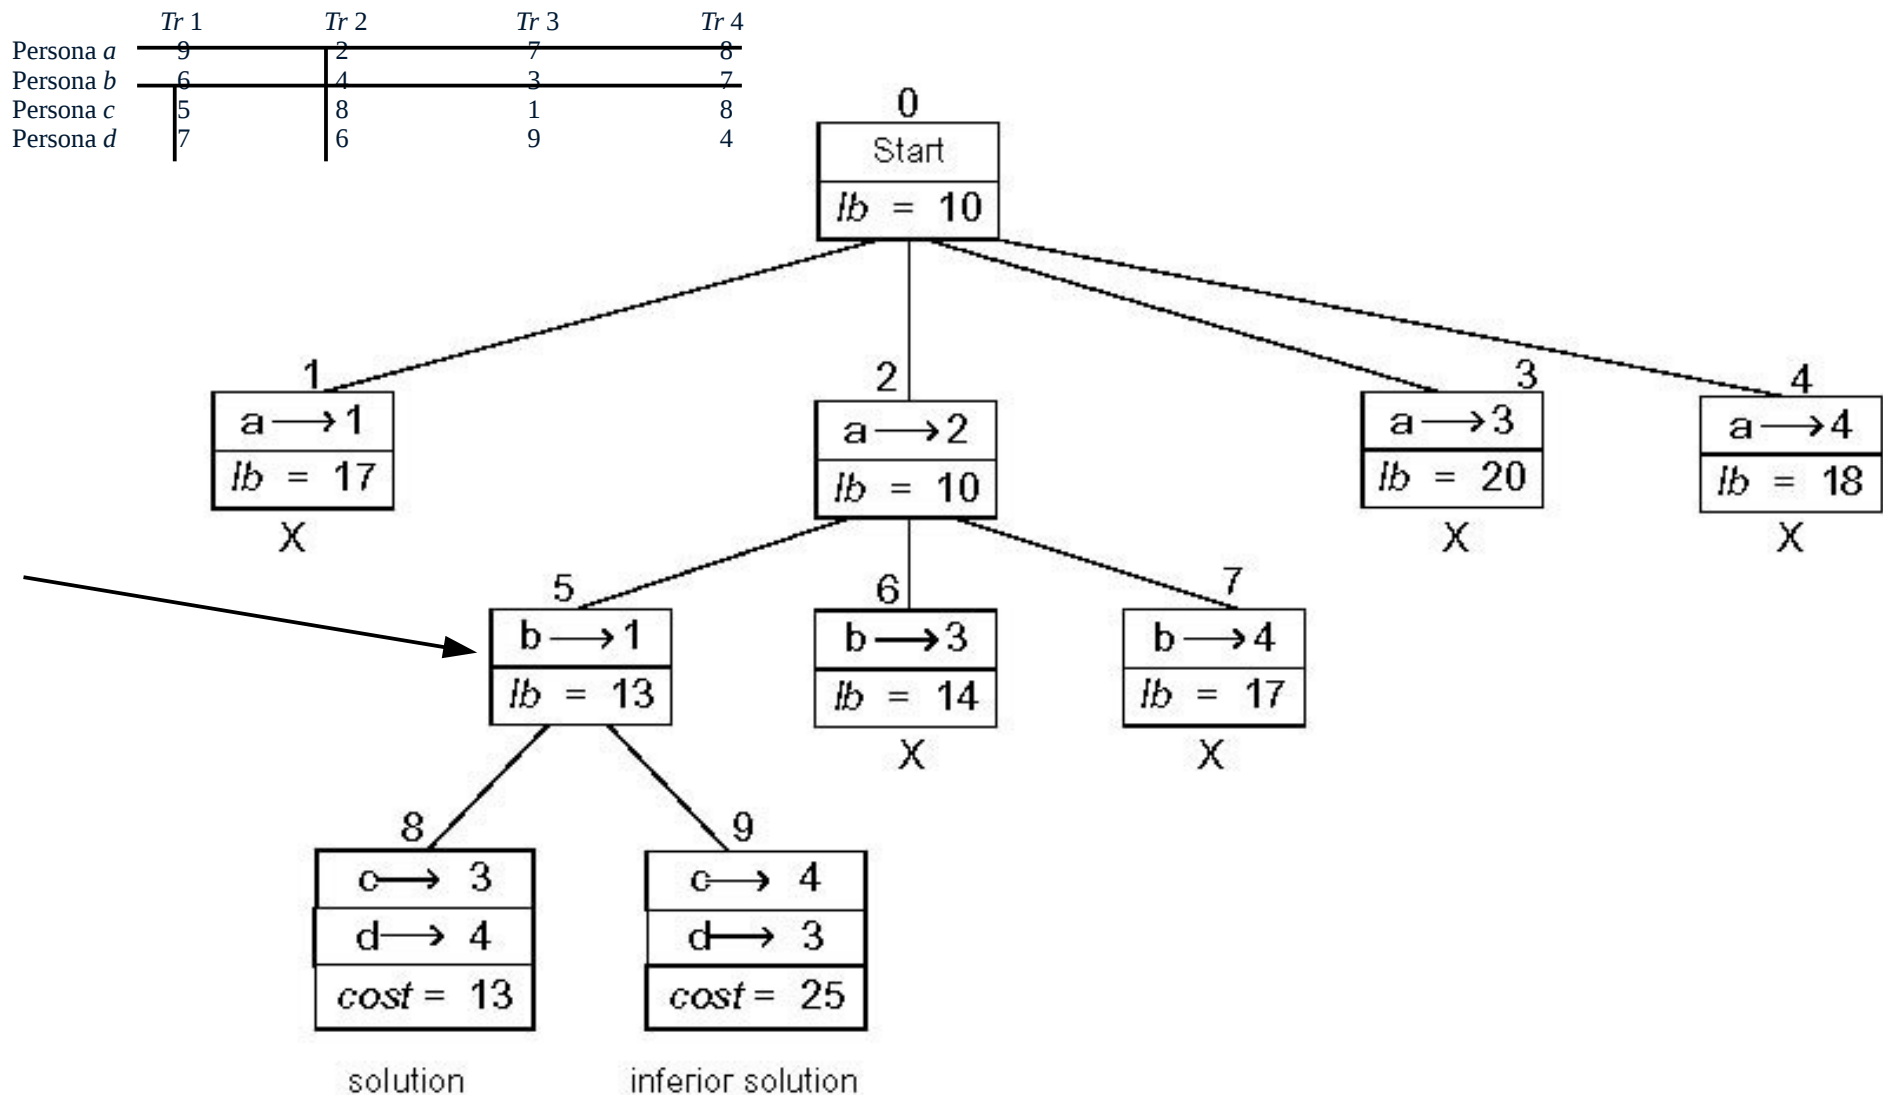 Tr 1 Tr 2 Tr 3 Tr 4
Persona a 9 2 7 8
Persona b 6 4 3 7
Persona c 5 8 1 8
Persona d 7 6 9 4
0
Start
lb = 10
1 2 3 4
a → 1 a → 2 a → 3 a → 4
lb = 17 lb = 10 lb = 20 lb = 18
X X X
5 6 7
b → 1 b → 3 b → 4
lb = 13 lb = 14 lb = 17
X X
8 9
c → 3 c → 4
d → 4 d → 3
cost = 13 cost = 25
solution inferior solution